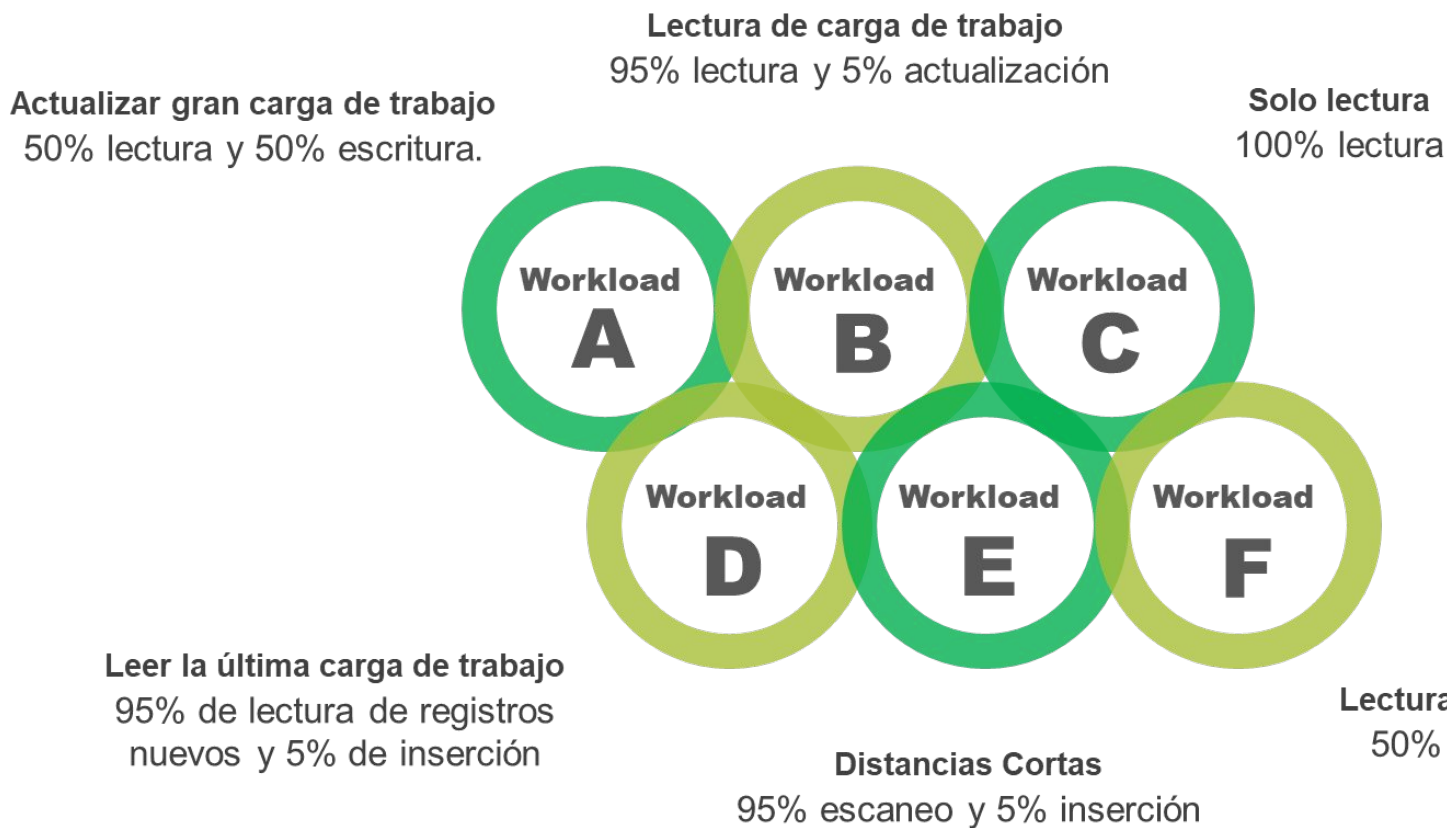 Lectura de carga de trabajo
95% lectura y 5% actualización
Actualizar gran carga de trabajo
50% lectura y 50% escritura.
Solo lectura
100% lectura
Workload
A
Workload
B
Workload
C
Workload
D
Workload
E
Workload
F
Leer la última carga de trabajo
95% de lectura de registros
nuevos y 5% de inserción
Distancias Cortas
95% escaneo y 5% inserción
Lectura
50%